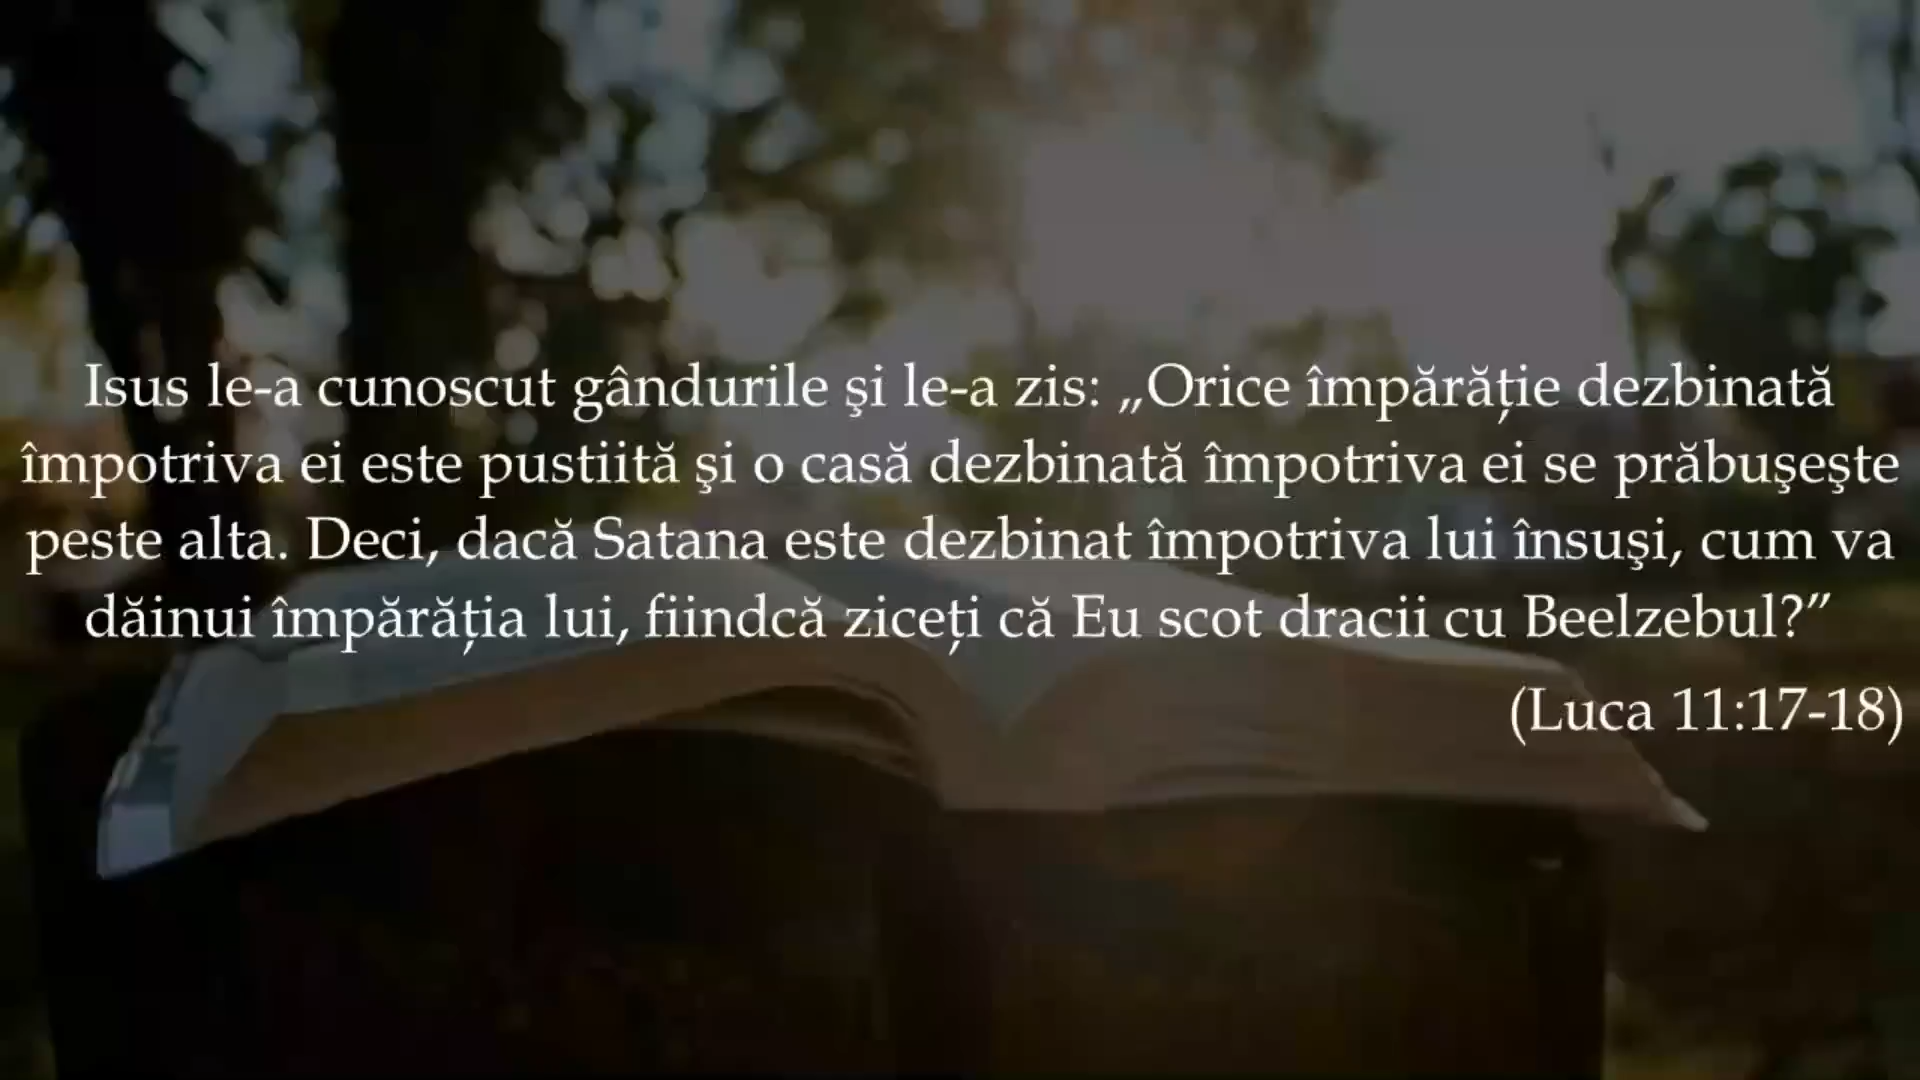 Isus le-a cunoscut gândurile şi le-a zis: „Orice împărăție dezbinată
împotriva ei este pustiită şi o casă dezbinată împotriva ei se prăbuşeşte
peste alta. Deci, dacă Satana este dezbinat împotriva lui însuşi, cum va
dăinui împărăția lui, fiindcă ziceți că Eu scot dracii cu Beelzebul?”
(Luca 11:17-18)